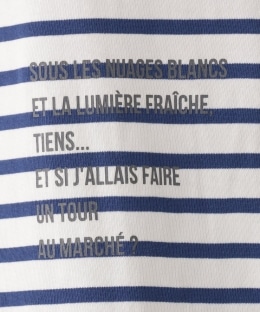 SOUS LES NUAGES BLANCS
ET LA LUMIÈRE FRAÎCHE,
TIENS...
ET SI J'ALLAIS FAIRE
UN TOUR
AU MARCHÉ ?